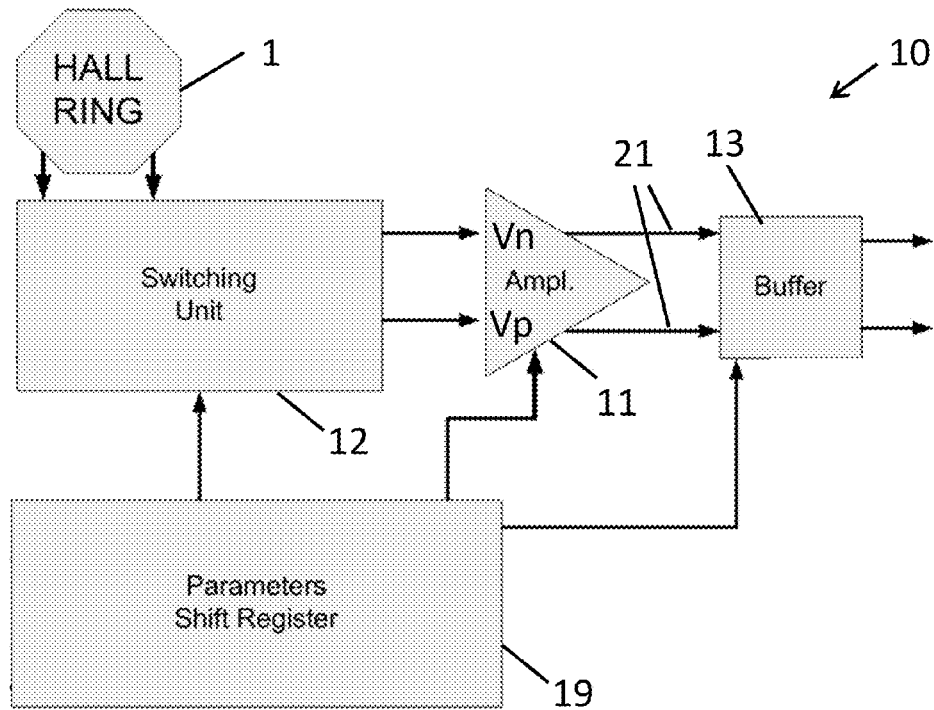 HALL
RING
1
10
21
13
Vn
Ampl.
Vp
Switching
Unit
Buffer
11
12
Parameters
Shift Register
19